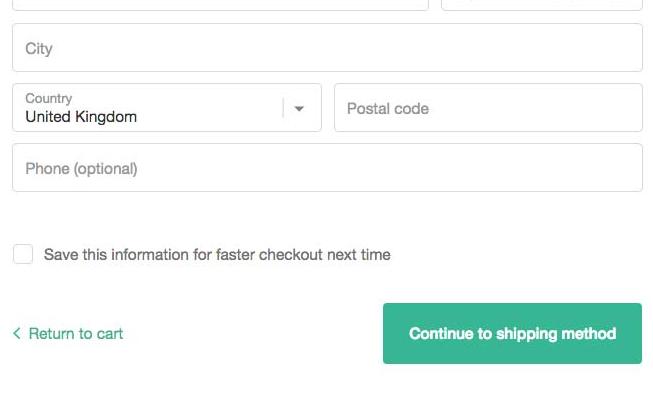 City
Country
United Kingdom
Postal code
Phone (optional)
Save this information for faster checkout next time
Return to cart
Continue to shipping method